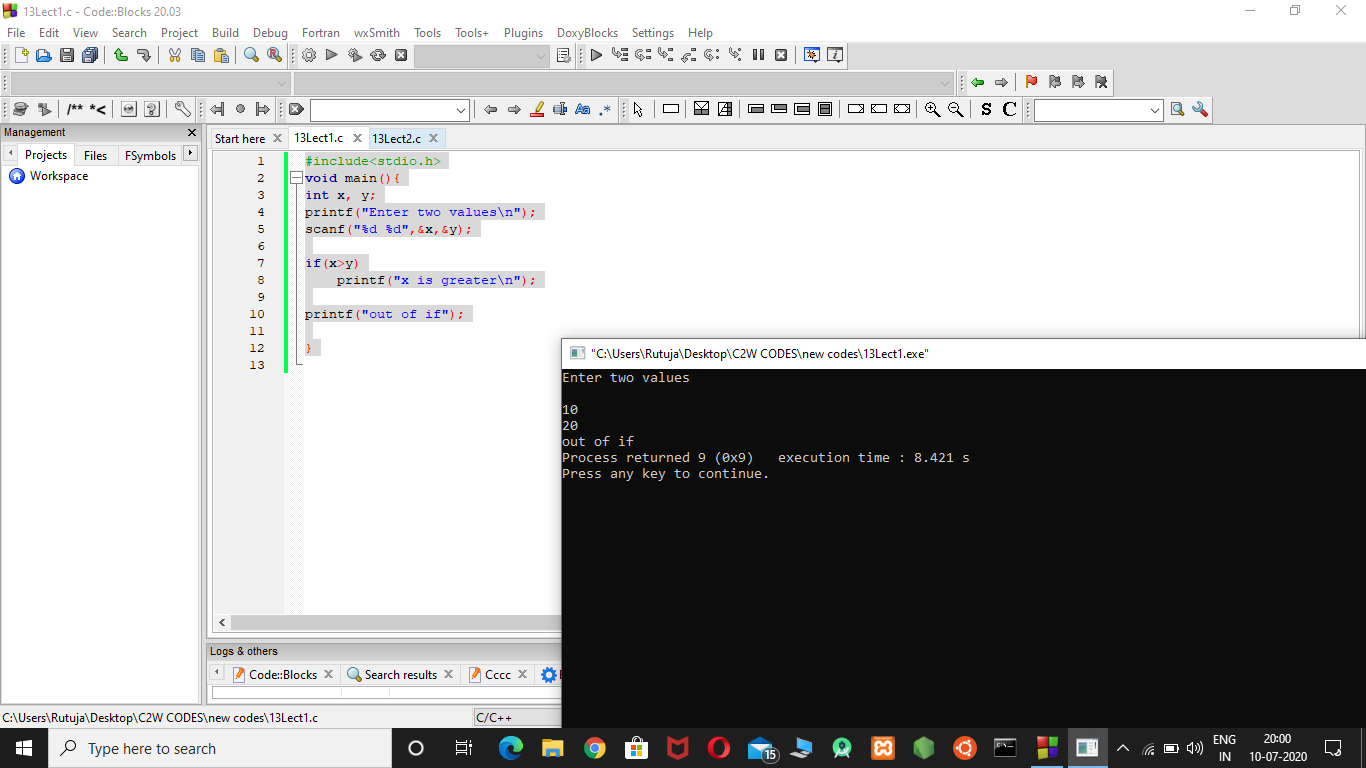 13Lect1.c - Code::Blocks 20.03
File Edit View Search Project Build Debug Fortran wxSmith Tools Tools+ Plugins DoxyBlocks Settings Help
/** *<
Aa .*
S C
Management
Projects Files FSymbols
Workspace
Start here 13Lect1.c 13Lect2.c
1 #include<stdio.h>
2 void main(){
3 int x, y;
4 printf("Enter two values\n");
5 scanf("%d %d",&x,&y);
6
7 if(x>y)
8 printf("x is greater\n");
9
10 printf("out of if");
11
12 }
13
"C:\Users\Rutuja\Desktop\C2W CODES\new codes\13Lect1.exe"
Enter two values
10
20
out of if
Process returned 9 (0x9) execution time : 8.421 s
Press any key to continue.
Logs & others
Code::Blocks Search results Cccc
C:\Users\Rutuja\Desktop\C2W CODES\new codes\13Lect1.c C/C++
Type here to search
15
ENG
IN
20:00
10-07-2020